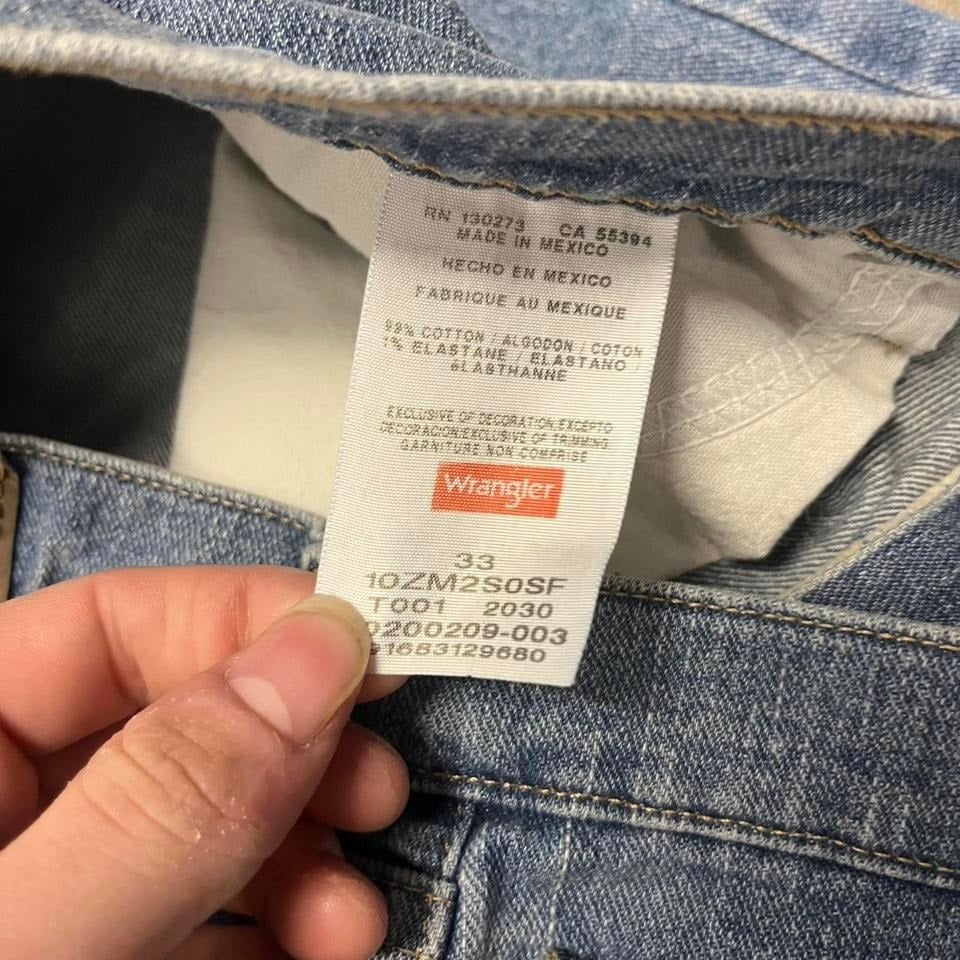 RN 130273 CA 55394
MADE IN MEXICO
HECHO EN MEXICO
FABRIQUE AU MEXIQUE
99% COTTON / ALGODON / COTON
1% ELASTANE / ELASTANO /
ELASTHANNE
EXCLUSIVE OF DECORATION/EXCEPTO
DECORACION/EXCLUSIVE OF TRIMMING
GARNITURE NON COMPRISE
Wrangler
33
10ZM2S0SF
T001 2030
0200209-003
91683129680